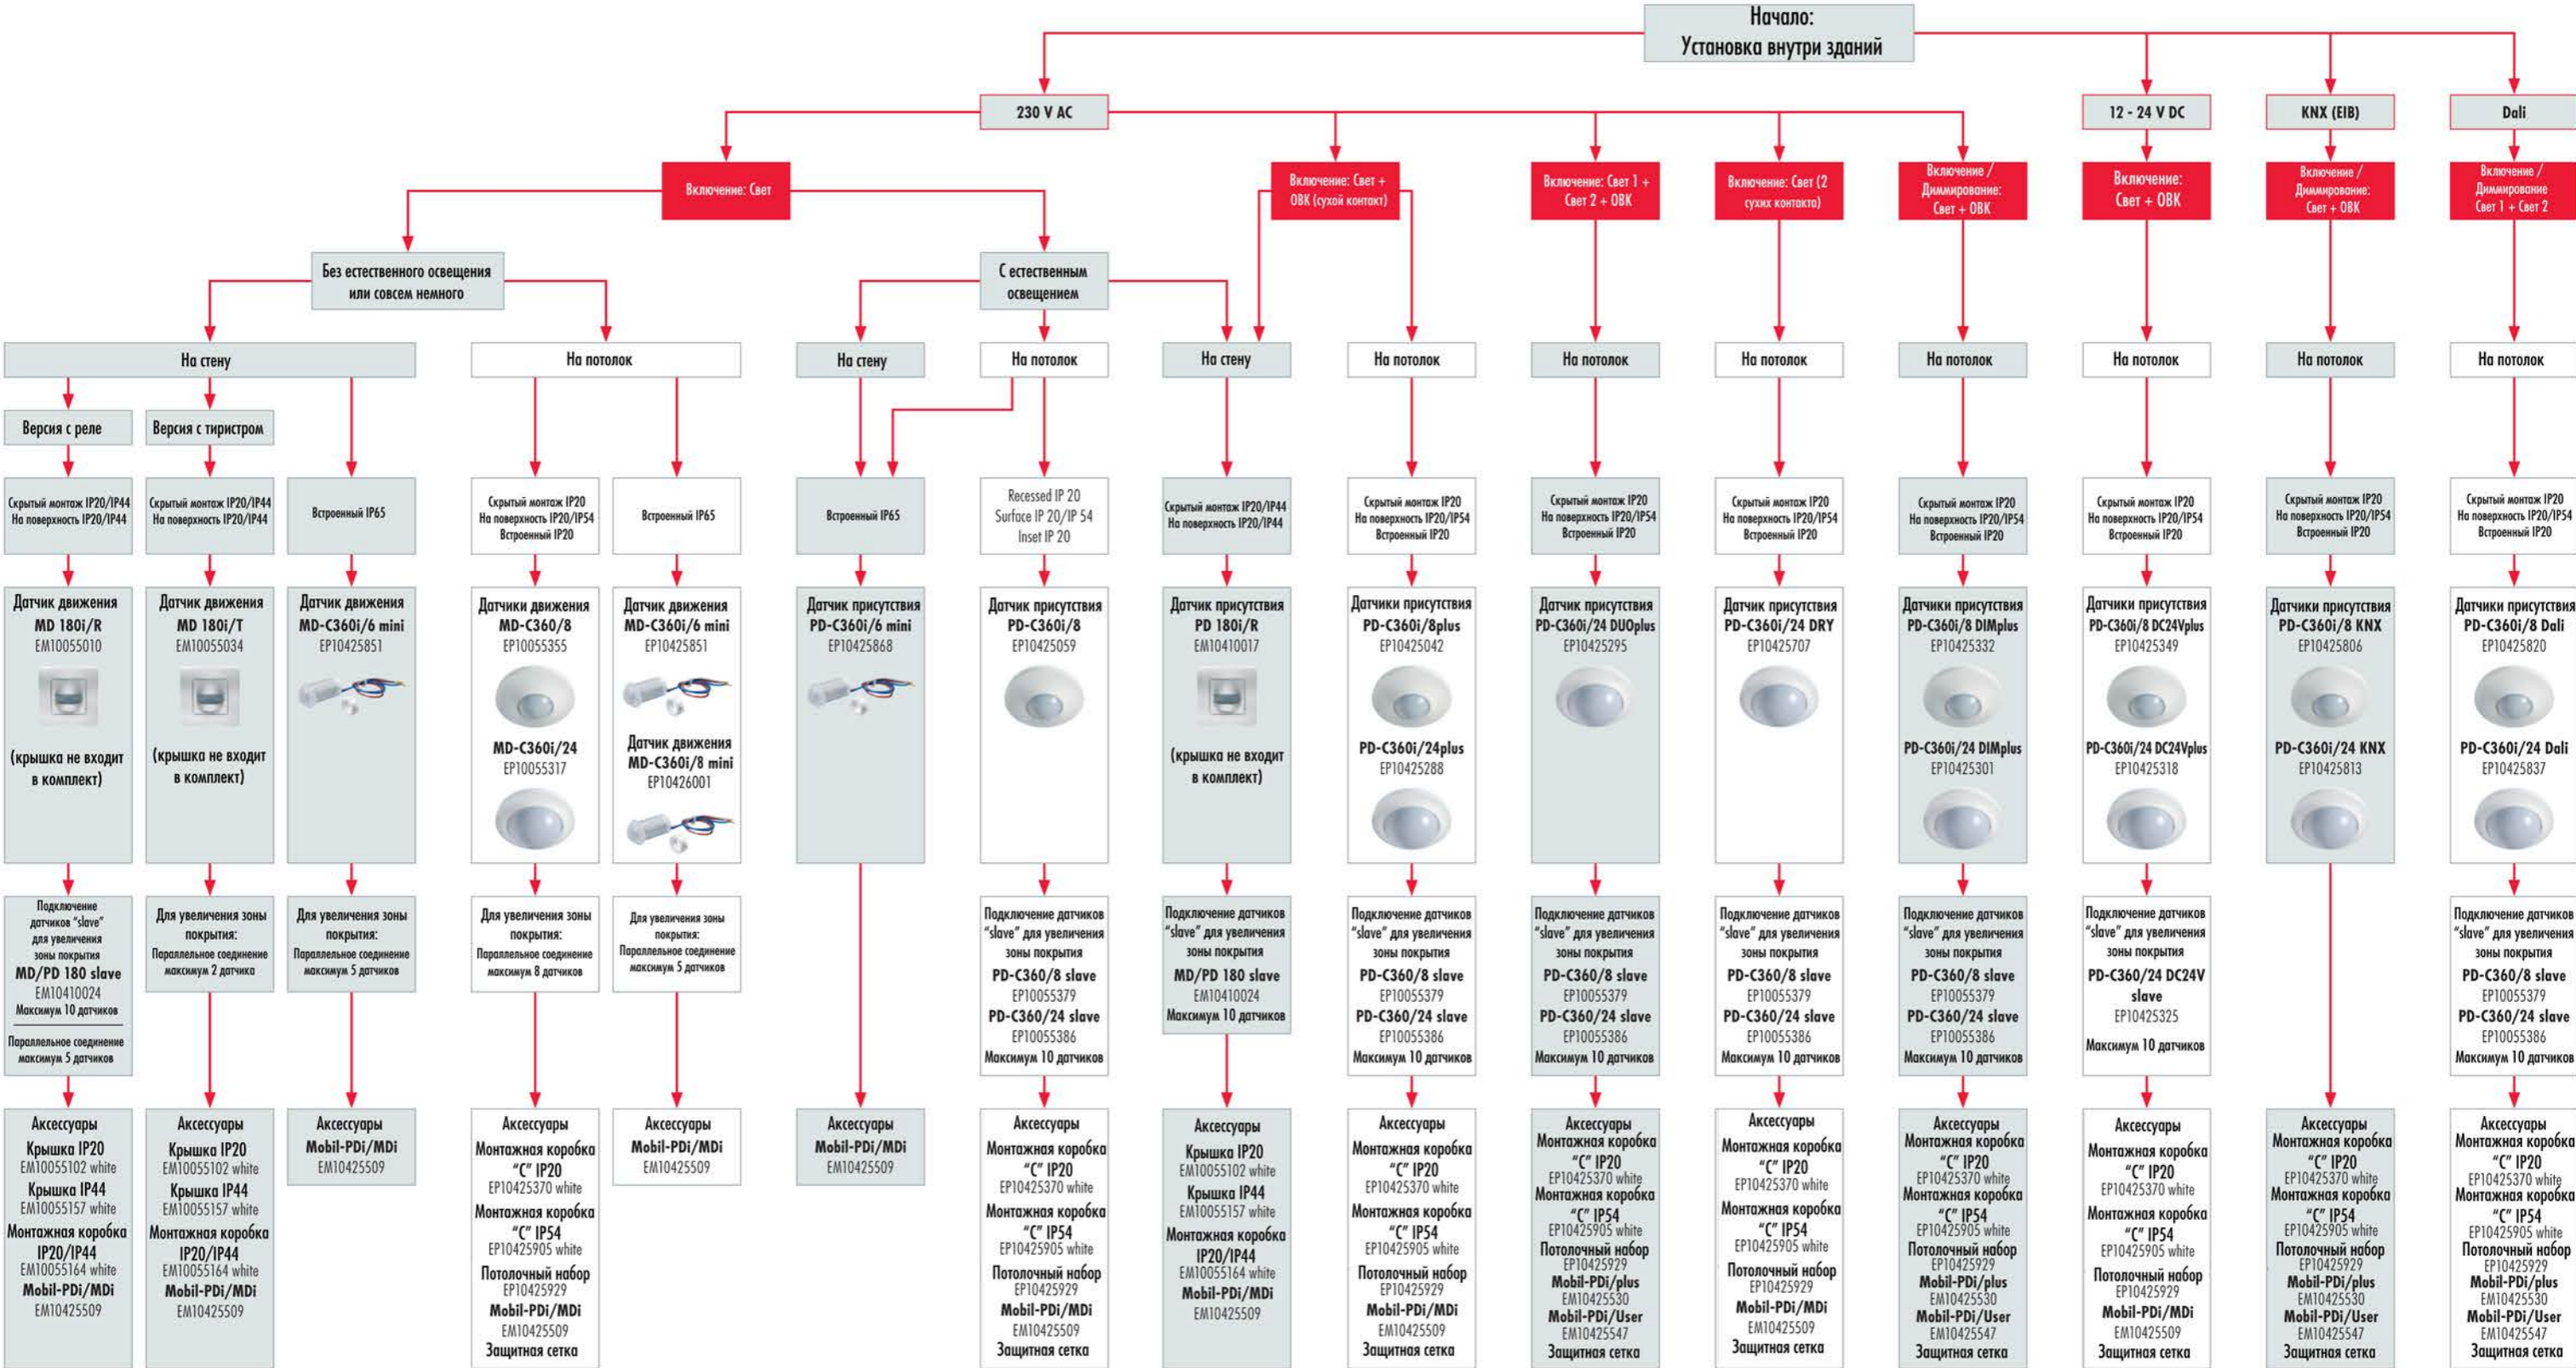 Начало:
Установка внутри зданий
230 V AC
12 - 24 V DC
KNX (EIB)
Dali
Включение: Свет
Включение: Свет +
ОВК (сухой контакт)
Включение: Свет 1 +
Свет 2 + ОВК
Включение: Свет (2
сухих контакта)
Включение /
Диммирование:
Свет + ОВК
Включение:
Свет + ОВК
Включение /
Диммирование:
Свет + ОВК
Включение /
Диммирование
Свет 1 + Свет 2
Без естественного освещения
или совсем немного
С естественным
освещением
На стену
На потолок
На стену
На потолок
На стену
На потолок
На потолок
На потолок
На потолок
На потолок
На потолок
На потолок
Версия с реле
Версия с тиристром
Скрытый монтаж IP20/IP44
На поверхность IP20/IP44
Скрытый монтаж IP20/IP44
На поверхность IP20/IP44
Встроенный IP65
Скрытый монтаж IP20
На поверхность IP20/IP54
Встроенный IP20
Встроенный IP65
Встроенный IP65
Recessed IP 20
Surface IP 20/IP 54
Inset IP 20
Скрытый монтаж IP20/IP44
На поверхность IP20/IP44
Скрытый монтаж IP20
На поверхность IP20/IP54
Встроенный IP20
Скрытый монтаж IP20
На поверхность IP20/IP54
Встроенный IP20
Скрытый монтаж IP20
На поверхность IP20/IP54
Встроенный IP20
Скрытый монтаж IP20
На поверхность IP20/IP54
Встроенный IP20
Скрытый монтаж IP20
На поверхность IP20/IP54
Встроенный IP20
Скрытый монтаж IP20
На поверхность IP20/IP54
Встроенный IP20
Скрытый монтаж IP20
На поверхность IP20/IP54
Встроенный IP20
Датчик движения
MD 180i/R
EM10055010
(крышка не входит
в комплект)
Датчик движения
MD 180i/T
EM10055034
(крышка не входит
в комплект)
Датчик движения
MD-C360i/6 mini
EP10425851
Датчики движения
MD-C360/8
EP10055355
MD-C360i/24
EP10055317
Датчик движения
MD-C360i/6 mini
EP10425851
Датчик движения
MD-C360i/8 mini
EP10426001
Датчик присутствия
PD-C360i/6 mini
EP10425868
Датчик присутствия
PD-C360i/8
EP10425059
Датчик присутствия
PD 180i/R
EM10410017
(крышка не входит
в комплект)
Датчики присутствия
PD-C360i/8plus
EP10425042
PD-C360i/24plus
EP10425288
Датчик присутствия
PD-C360i/24 DUOplus
EP10425295
Датчик присутствия
PD-C360i/24 DRY
EP10425707
Датчики присутствия
PD-C360i/8 DIMplus
EP10425332
PD-C360i/24 DIMplus
EP10425301
Датчики присутствия
PD-C360i/8 DC24Vplus
EP10425349
PD-C360i/24 DC24Vplus
EP10425318
Датчики присутствия
PD-C360i/8 KNX
EP10425806
PD-C360i/24 KNX
EP10425813
Датчики присутствия
PD-C360i/8 Dali
EP10425820
PD-C360i/24 Dali
EP10425837
Подключение
датчиков “slave”
для увеличения
зоны покрытия
MD/PD 180 slave
EM10410024
Максимум 10 датчиков
Параллельное соединение
максимум 5 датчиков
Для увеличения зоны
покрытия:
Параллельное соединение
максимум 2 датчика
Для увеличения зоны
покрытия:
Параллельное соединение
максимум 5 датчиков
Для увеличения зоны
покрытия:
Параллельное соединение
максимум 8 датчиков
Для увеличения зоны
покрытия:
Параллельное соединение
максимум 5 датчиков
Подключение датчиков
“slave” для увеличения
зоны покрытия
PD-C360/8 slave
EP10055379
PD-C360/24 slave
EP10055386
Максимум 10 датчиков
Подключение датчиков
“slave” для увеличения
зоны покрытия
MD/PD 180 slave
EM10410024
Максимум 10 датчиков
Подключение датчиков
“slave” для увеличения
зоны покрытия
PD-C360/8 slave
EP10055379
PD-C360/24 slave
EP10055386
Максимум 10 датчиков
Подключение датчиков
“slave” для увеличения
зоны покрытия
PD-C360/8 slave
EP10055379
PD-C360/24 slave
EP10055386
Максимум 10 датчиков
Подключение датчиков
“slave” для увеличения
зоны покрытия
PD-C360/8 slave
EP10055379
PD-C360/24 slave
EP10055386
Максимум 10 датчиков
Подключение датчиков
“slave” для увеличения
зоны покрытия
PD-C360/8 slave
EP10055379
PD-C360/24 slave
EP10055386
Максимум 10 датчиков
Подключение датчиков
“slave” для увеличения
зоны покрытия
PD-C360/24 DC24V
slave
EP10425325
Максимум 10 датчиков
Подключение датчиков
“slave” для увеличения
зоны покрытия
PD-C360/8 slave
EP10055379
PD-C360/24 slave
EP10055386
Максимум 10 датчиков
Аксессуары
Крышка IP20
EM10055102 white
Крышка IP44
EM10055157 white
Монтажная коробка
IP20/IP44
EM10055164 white
Mobil-PDi/MDi
EM10425509
Аксессуары
Крышка IP20
EM10055102 white
Крышка IP44
EM10055157 white
Монтажная коробка
IP20/IP44
EM10055164 white
Mobil-PDi/MDi
EM10425509
Аксессуары
Mobil-PDi/MDi
EM10425509
Аксессуары
Монтажная коробка
“C” IP20
EP10425370 white
Монтажная коробка
“C” IP54
EP10425905 white
Потолочный набор
EP10425929
Mobil-PDi/MDi
EM10425509
Защитная сетка
Аксессуары
Mobil-PDi/MDi
EM10425509
Аксессуары
Mobil-PDi/MDi
EM10425509
Аксессуары
Монтажная коробка
“C” IP20
EP10425370 white
Монтажная коробка
“C” IP54
EP10425905 white
Потолочный набор
EP10425929
Mobil-PDi/MDi
EM10425509
Защитная сетка
Аксессуары
Крышка IP20
EM10055102 white
Крышка IP44
EM10055157 white
Монтажная коробка
IP20/IP44
EM10055164 white
Mobil-PDi/MDi
EM10425509
Аксессуары
Монтажная коробка
“C” IP20
EP10425370 white
Монтажная коробка
“C” IP54
EP10425905 white
Потолочный набор
EP10425929
Mobil-PDi/MDi
EM10425509
Защитная сетка
Аксессуары
Монтажная коробка
“C” IP20
EP10425370 white
Монтажная коробка
“C” IP54
EP10425905 white
Потолочный набор
EP10425929
Mobil-PDi/plus
EM10425530
Mobil-PDi/User
EM10425547
Защитная сетка
Аксессуары
Монтажная коробка
“C” IP20
EP10425370 white
Монтажная коробка
“C” IP54
EP10425905 white
Потолочный набор
EP10425929
Mobil-PDi/MDi
EM10425509
Защитная сетка
Аксессуары
Монтажная коробка
“C” IP20
EP10425370 white
Монтажная коробка
“C” IP54
EP10425905 white
Потолочный набор
EP10425929
Mobil-PDi/plus
EM10425530
Mobil-PDi/User
EM10425547
Защитная сетка
Аксессуары
Монтажная коробка
“C” IP20
EP10425370 white
Монтажная коробка
“C” IP54
EP10425905 white
Потолочный набор
EP10425929
Mobil-PDi/MDi
EM10425509
Защитная сетка
Аксессуары
Монтажная коробка
“C” IP20
EP10425370 white
Монтажная коробка
“C” IP54
EP10425905 white
Потолочный набор
EP10425929
Mobil-PDi/plus
EM10425530
Mobil-PDi/User
EM10425547
Защитная сетка
Аксессуары
Монтажная коробка
“C” IP20
EP10425370 white
Монтажная коробка
“C” IP54
EP10425905 white
Потолочный набор
EP10425929
Mobil-PDi/plus
EM10425530
Mobil-PDi/User
EM10425547
Защитная сетка